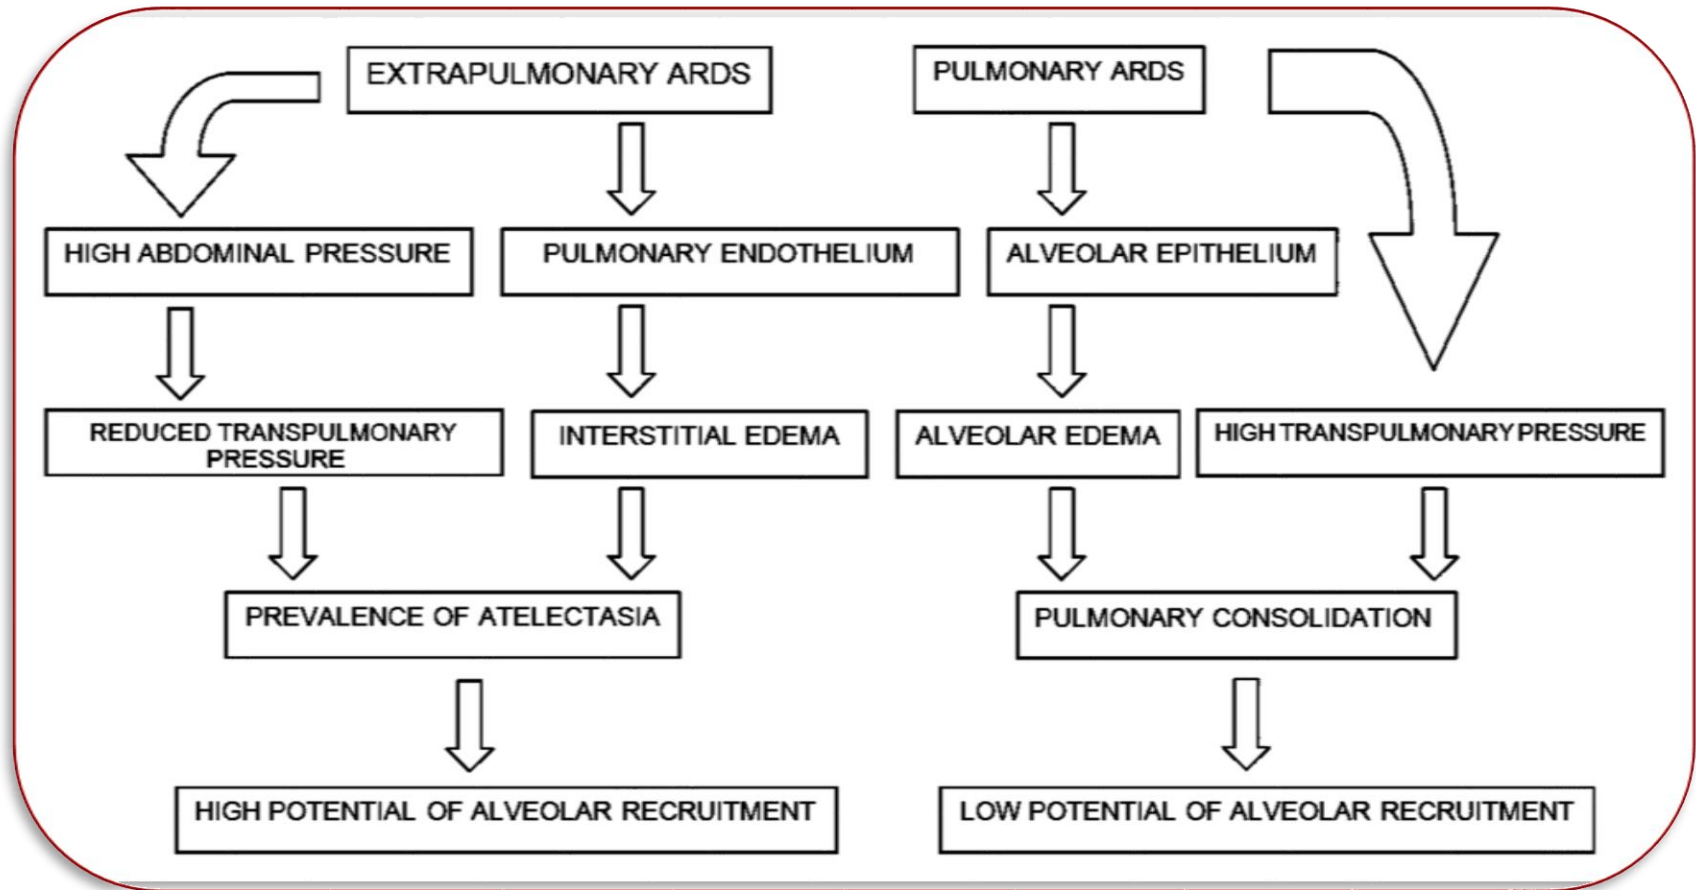 EXTRAPULMONARY ARDS
PULMONARY ARDS
HIGH ABDOMINAL PRESSURE
PULMONARY ENDOTHELIUM
ALVEOLAR EPITHELIUM
REDUCED TRANSPULMONARY
PRESSURE
INTERSTITIAL EDEMA
ALVEOLAR EDEMA
HIGH TRANSPULMONARY PRESSURE
PREVALENCE OF ATELECTASIA
PULMONARY CONSOLIDATION
HIGH POTENTIAL OF ALVEOLAR RECRUITMENT
LOW POTENTIAL OF ALVEOLAR RECRUITMENT